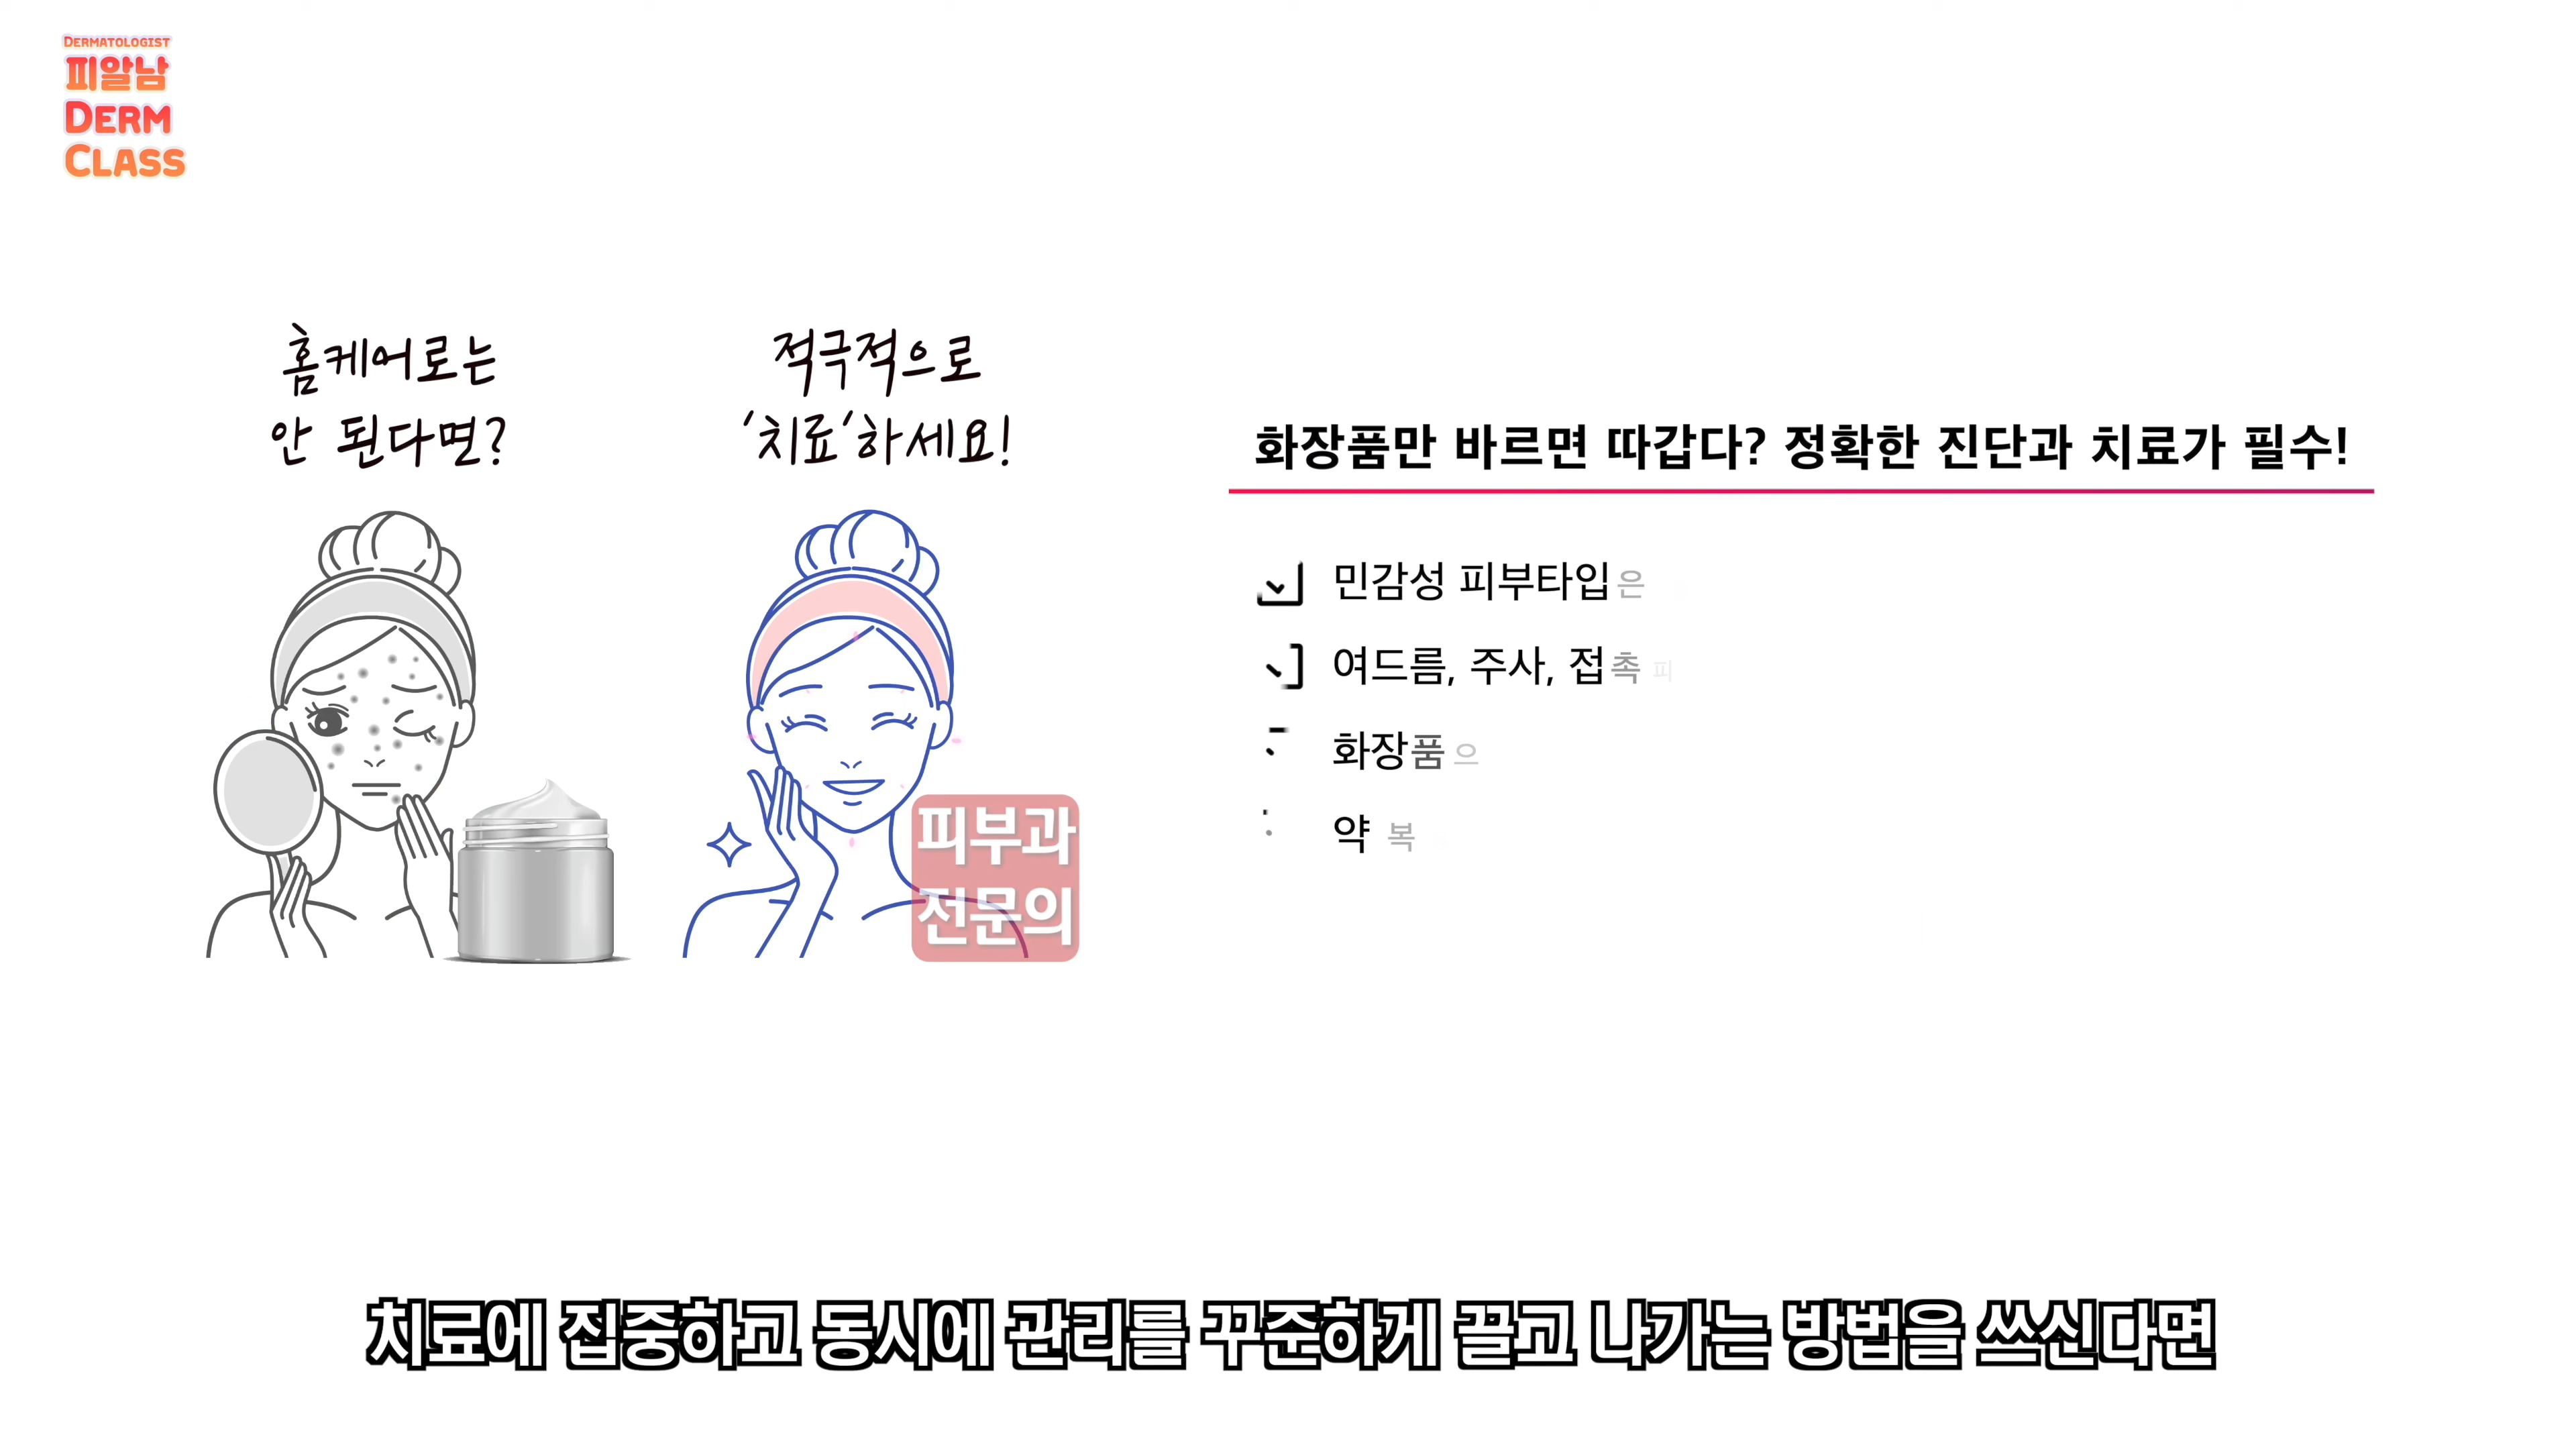 DERMATOLOGIST
피알남
DERM
CLASS
홈케어로는
안 된다면?
적극적으로
'치료'하세요!
피부과
전문의
화장품만 바르면 따갑다? 정확한 진단과 치료가 필수!
민감성 피부타입은
여드름, 주사, 접촉 피
화장품으
약 복
치료에 집중하고 동시에 관리를 꾸준하게 끌고 나가는 방법을 쓰신다면